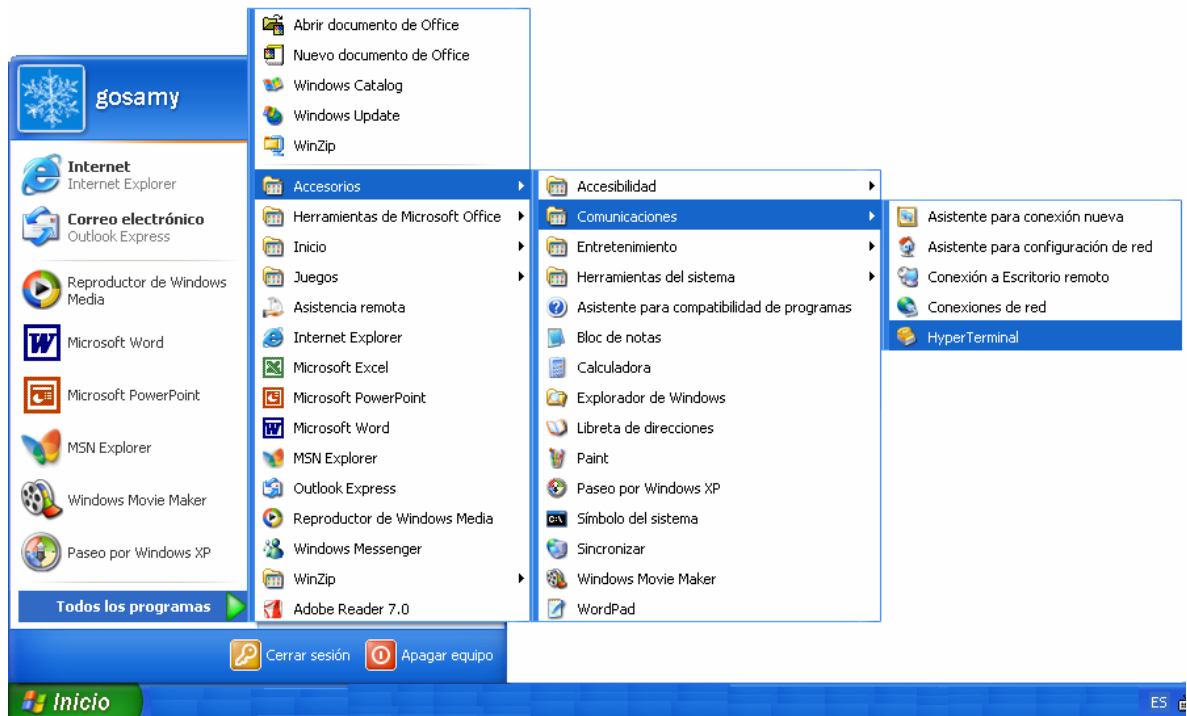 gosamy
Internet
Internet Explorer
Correo electrónico
Outlook Express
Reproductor de Windows
Media
Microsoft Word
Microsoft PowerPoint
MSN Explorer
Windows Movie Maker
Paseo por Windows XP
Todos los programas
Cerrar sesión
Apagar equipo
Inicio
Abrir documento de Office
Nuevo documento de Office
Windows Catalog
Windows Update
WinZip
Accesorios
Herramientas de Microsoft Office
Inicio
Juegos
Asistencia remota
Internet Explorer
Microsoft Excel
Microsoft PowerPoint
Microsoft Word
MSN Explorer
Outlook Express
Reproductor de Windows Media
Windows Messenger
WinZip
Adobe Reader 7.0
Accesibilidad
Comunicaciones
Entretenimiento
Herramientas del sistema
Asistente para compatibilidad de programas
Bloc de notas
Calculadora
Explorador de Windows
Libreta de direcciones
Paint
Paseo por Windows XP
Símbolo del sistema
Sincronizar
Windows Movie Maker
WordPad
Asistente para conexión nueva
Asistente para configuración de red
Conexión a Escritorio remoto
Conexiones de red
HyperTerminal
ES